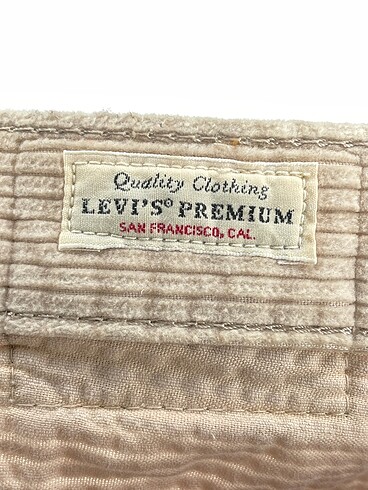 Quality Clothing
LEVI'S® PREMIUM
SAN FRANCISCO, CAL.